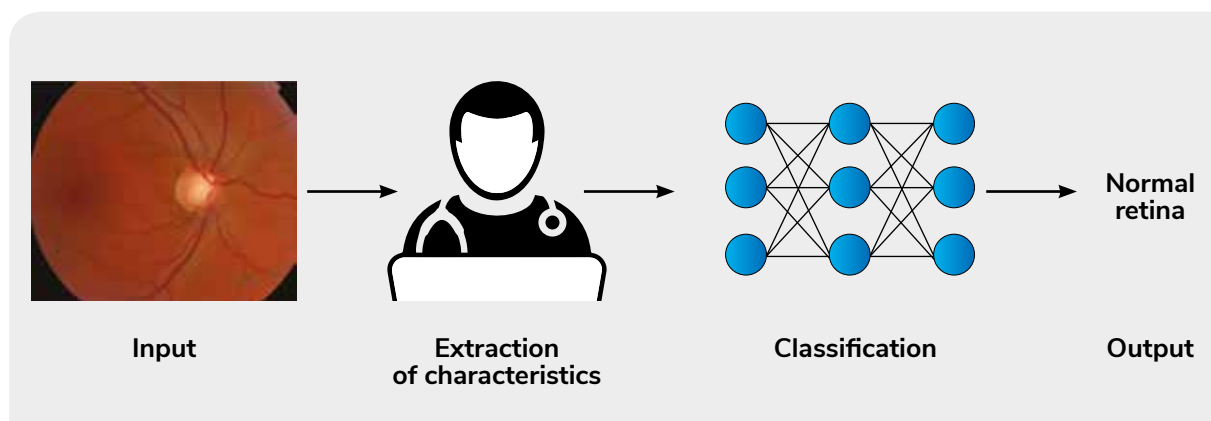 Normal
retina
Input
Extraction
of characteristics
Classification
Output